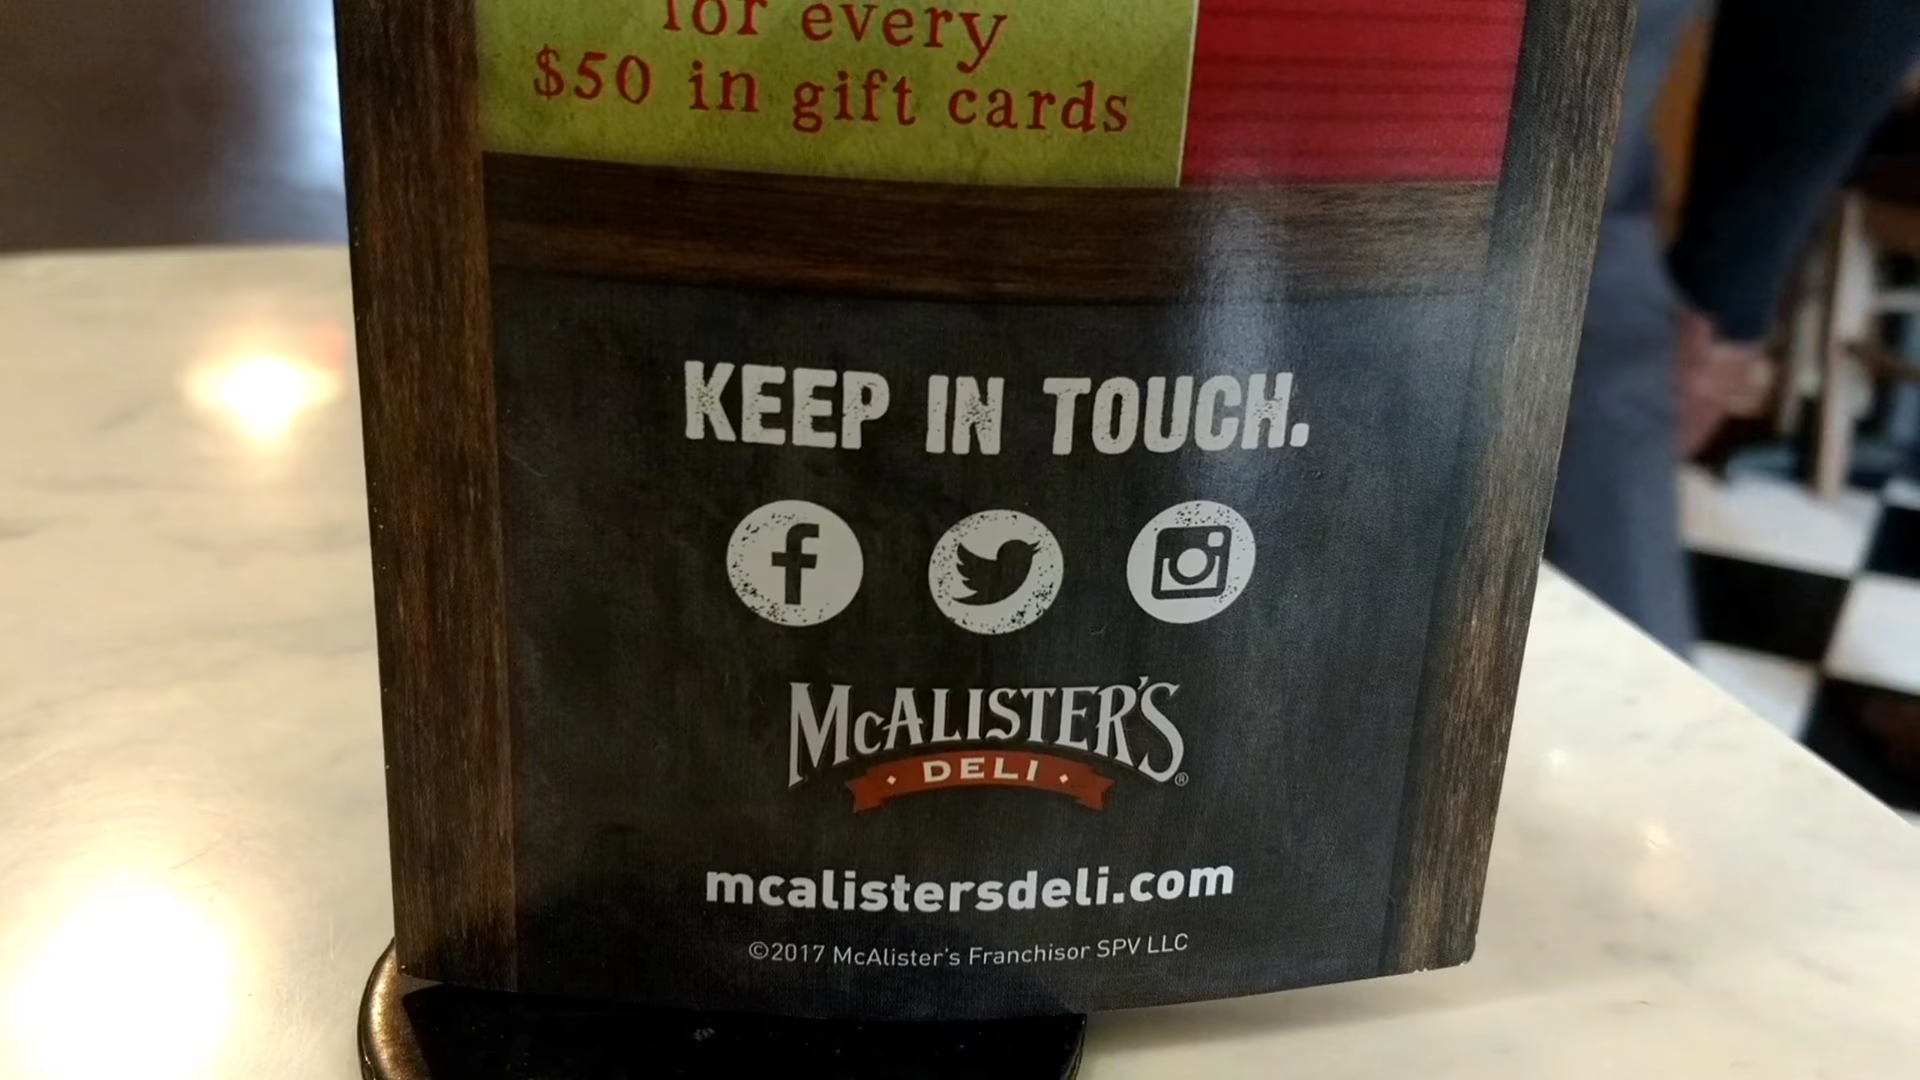 for every
$50 in gift cards
KEEP IN TOUCH.
McALISTER'S®
DELI
mcalistersdeli.com
©2017 McAlister's Franchisor SPV LLC